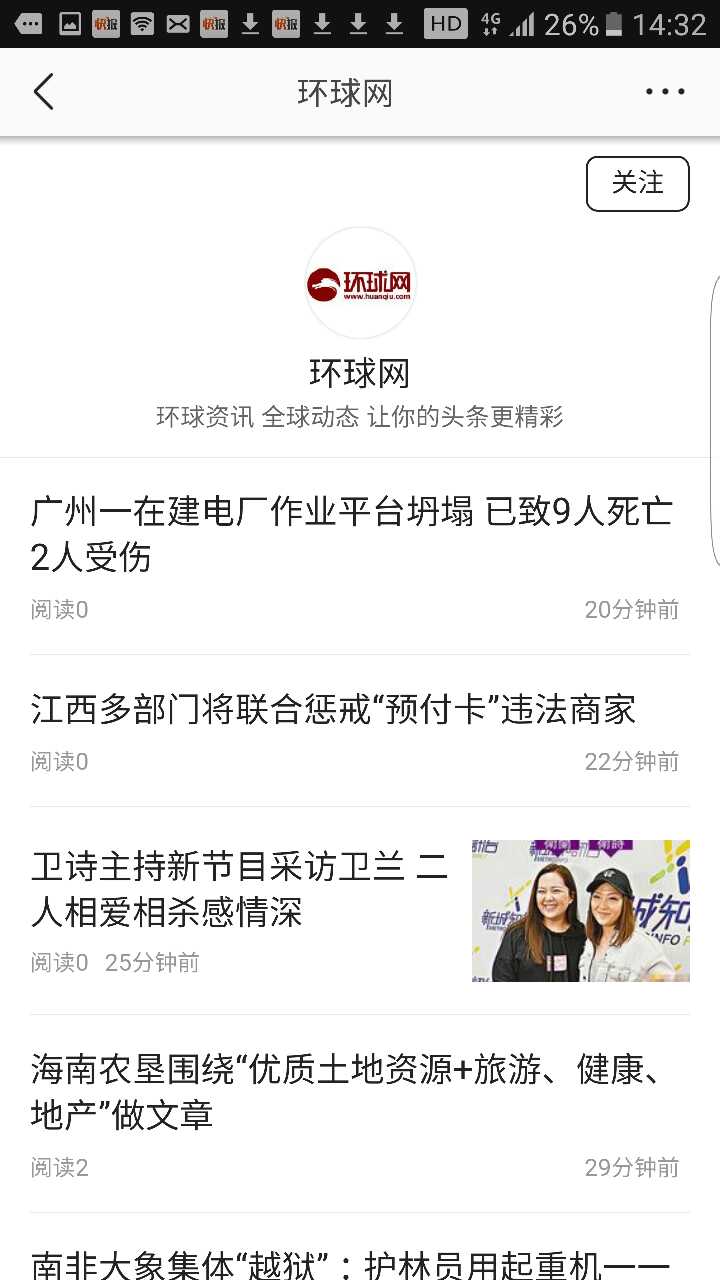 HD 4G 26% 14:32
环球网
关注
环球网
www.huanqiu.com
环球网
环球资讯 全球动态 让你的头条更精彩
广州一在建电厂作业平台坍塌 已致9人死亡
2人受伤
阅读0 20分钟前
江西多部门将联合惩戒“预付卡”违法商家
阅读0 22分钟前
卫诗主持新节目采访卫兰 二
人相爱相杀感情深
阅读0 25分钟前
海南农垦围绕“优质土地资源+旅游、健康、
地产”做文章
阅读2 29分钟前
南非大象集体“越狱”：护林员用起重机一一